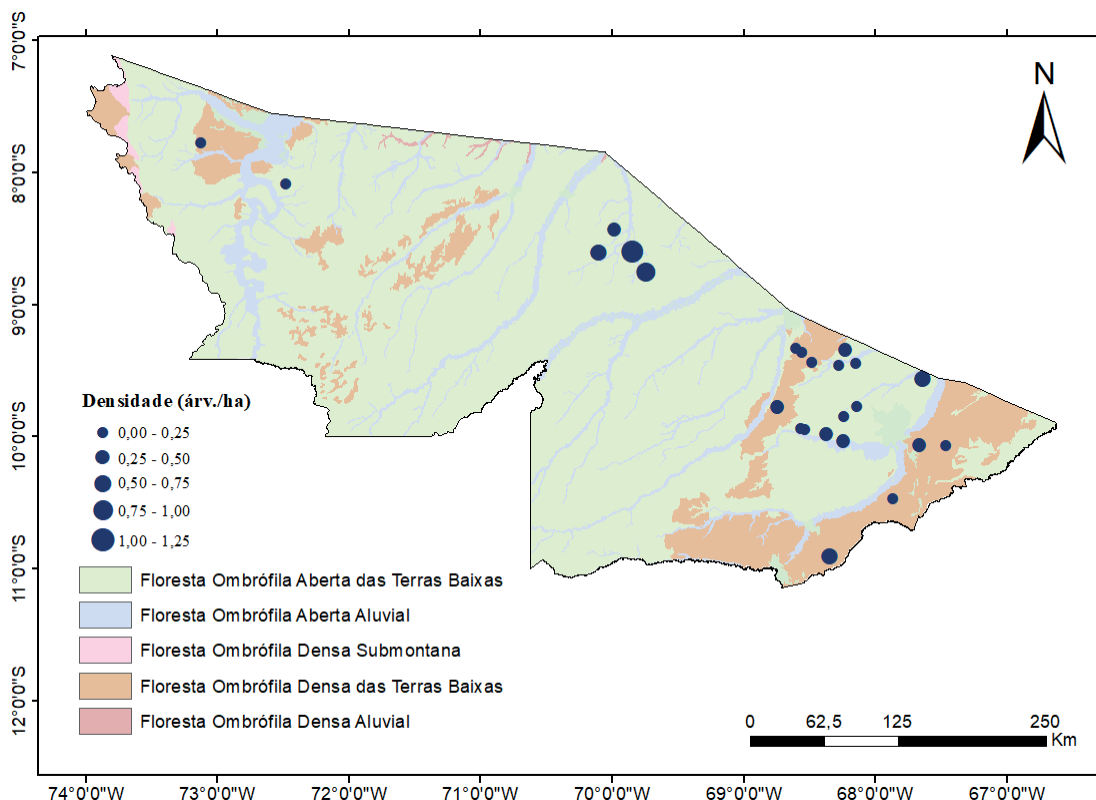 7°0'0"S
8°0'0"S
9°0'0"S
10°0'0"S
11°0'0"S
12°0'0"S
N
Densidade (árv./ha)
0,00 - 0,25
0,25 - 0,50
0,50 - 0,75
0,75 - 1,00
1,00 - 1,25
Floresta Ombrófila Aberta das Terras Baixas
Floresta Ombrófila Aberta Aluvial
Floresta Ombrófila Densa Submontana
Floresta Ombrófila Densa das Terras Baixas
Floresta Ombrófila Densa Aluvial
0 62,5 125 250
Km
74°0'0"W 73°0'0"W 72°0'0"W 71°0'0"W 70°0'0"W 69°0'0"W 68°0'0"W 67°0'0"W